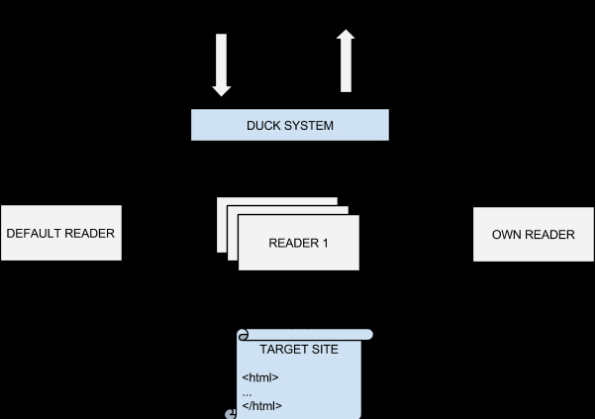 DUCK SYSTEM
DEFAULT READER
READER 1
OWN READER
TARGET SITE
<html>
...
</html>